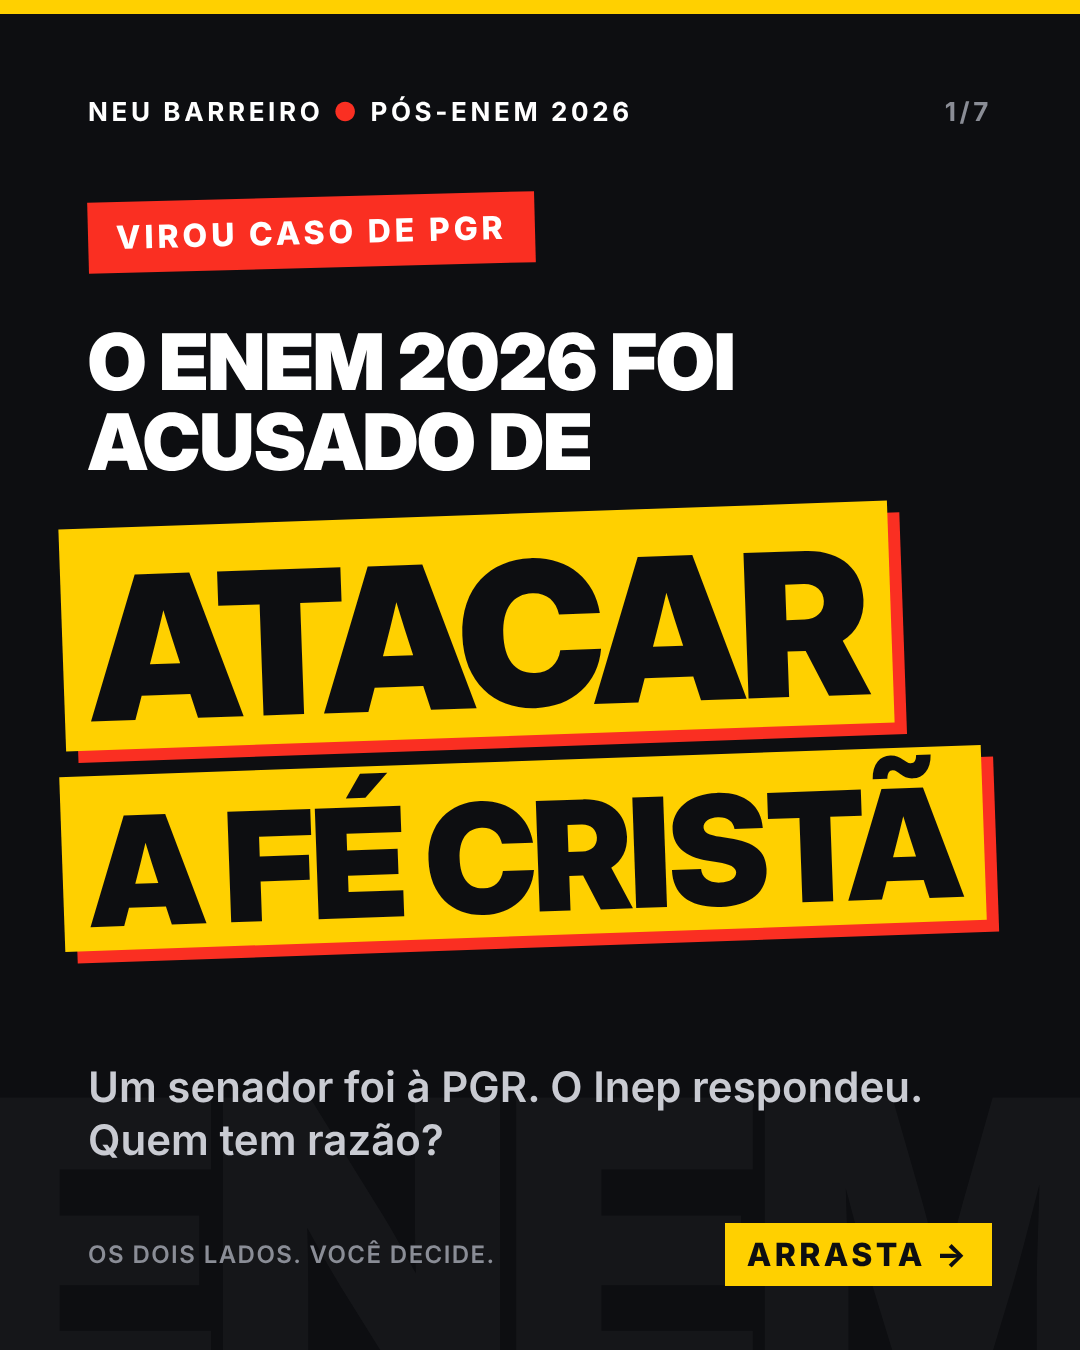 NEU BARREIRO ● PÓS-ENEM 2026
1/7
VIROU CASO DE PGR
O ENEM 2026 FOI
ACUSADO DE
ATACAR
A FÉ CRISTÃ
Um senador foi à PGR. O Inep respondeu.
Quem tem razão?
OS DOIS LADOS. VOCÊ DECIDE.
ARRASTA →
ENEM